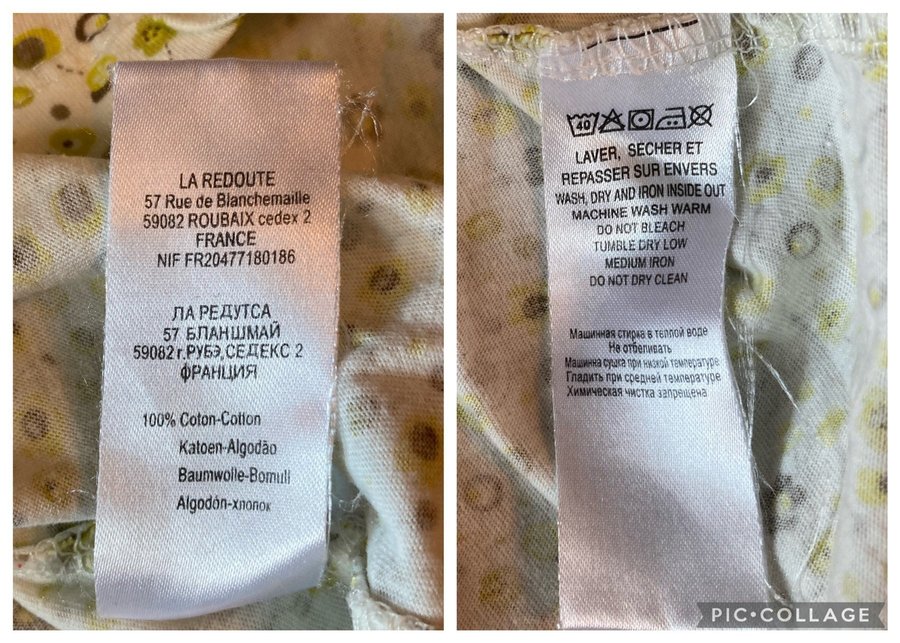 LA REDOUTE
57 Rue de Blanchemaille
59082 ROUBAIX cedex 2
FRANCE
NIF FR20477180186
ЛА РЕДУТСА
57 БЛАНШМАЙ
59082 г.РУБЭ,СЕДЕКС 2
ФРАНЦИЯ
100% Coton-Cotton
Katoen-Algodão
Baumwolle-Bomull
Algodón-хлопок
40
LAVER, SECHER ET
REPASSER SUR ENVERS
WASH, DRY AND IRON INSIDE OUT
MACHINE WASH WARM
DO NOT BLEACH
TUMBLE DRY LOW
MEDIUM IRON
DO NOT DRY CLEAN
Машинная стирка в теплой воде
Не отбеливать
Машинна сушка при низкой температуре
Гладить при средней температуре
Химическая чистка запрещена
PIC•COLLAGE